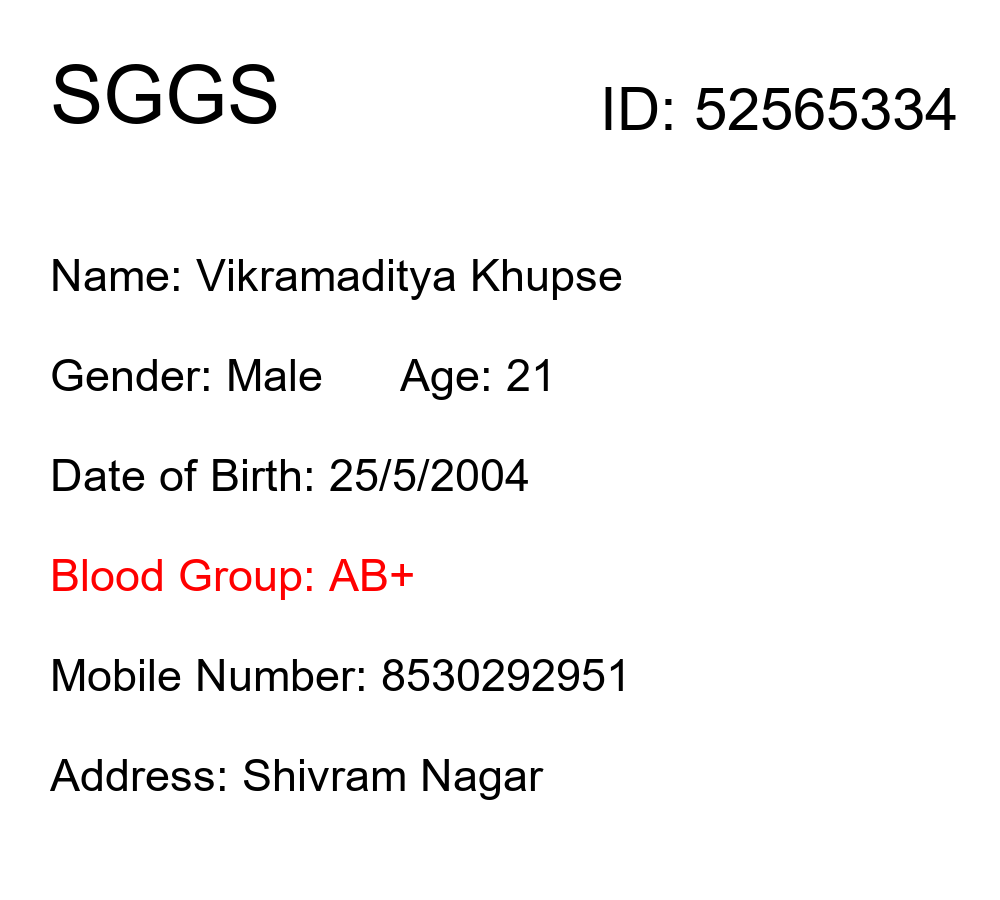 SGGS
ID: 52565334
Name: Vikramaditya Khupse
Gender: Male Age: 21
Date of Birth: 25/5/2004
Blood Group: AB+
Mobile Number: 8530292951
Address: Shivram Nagar